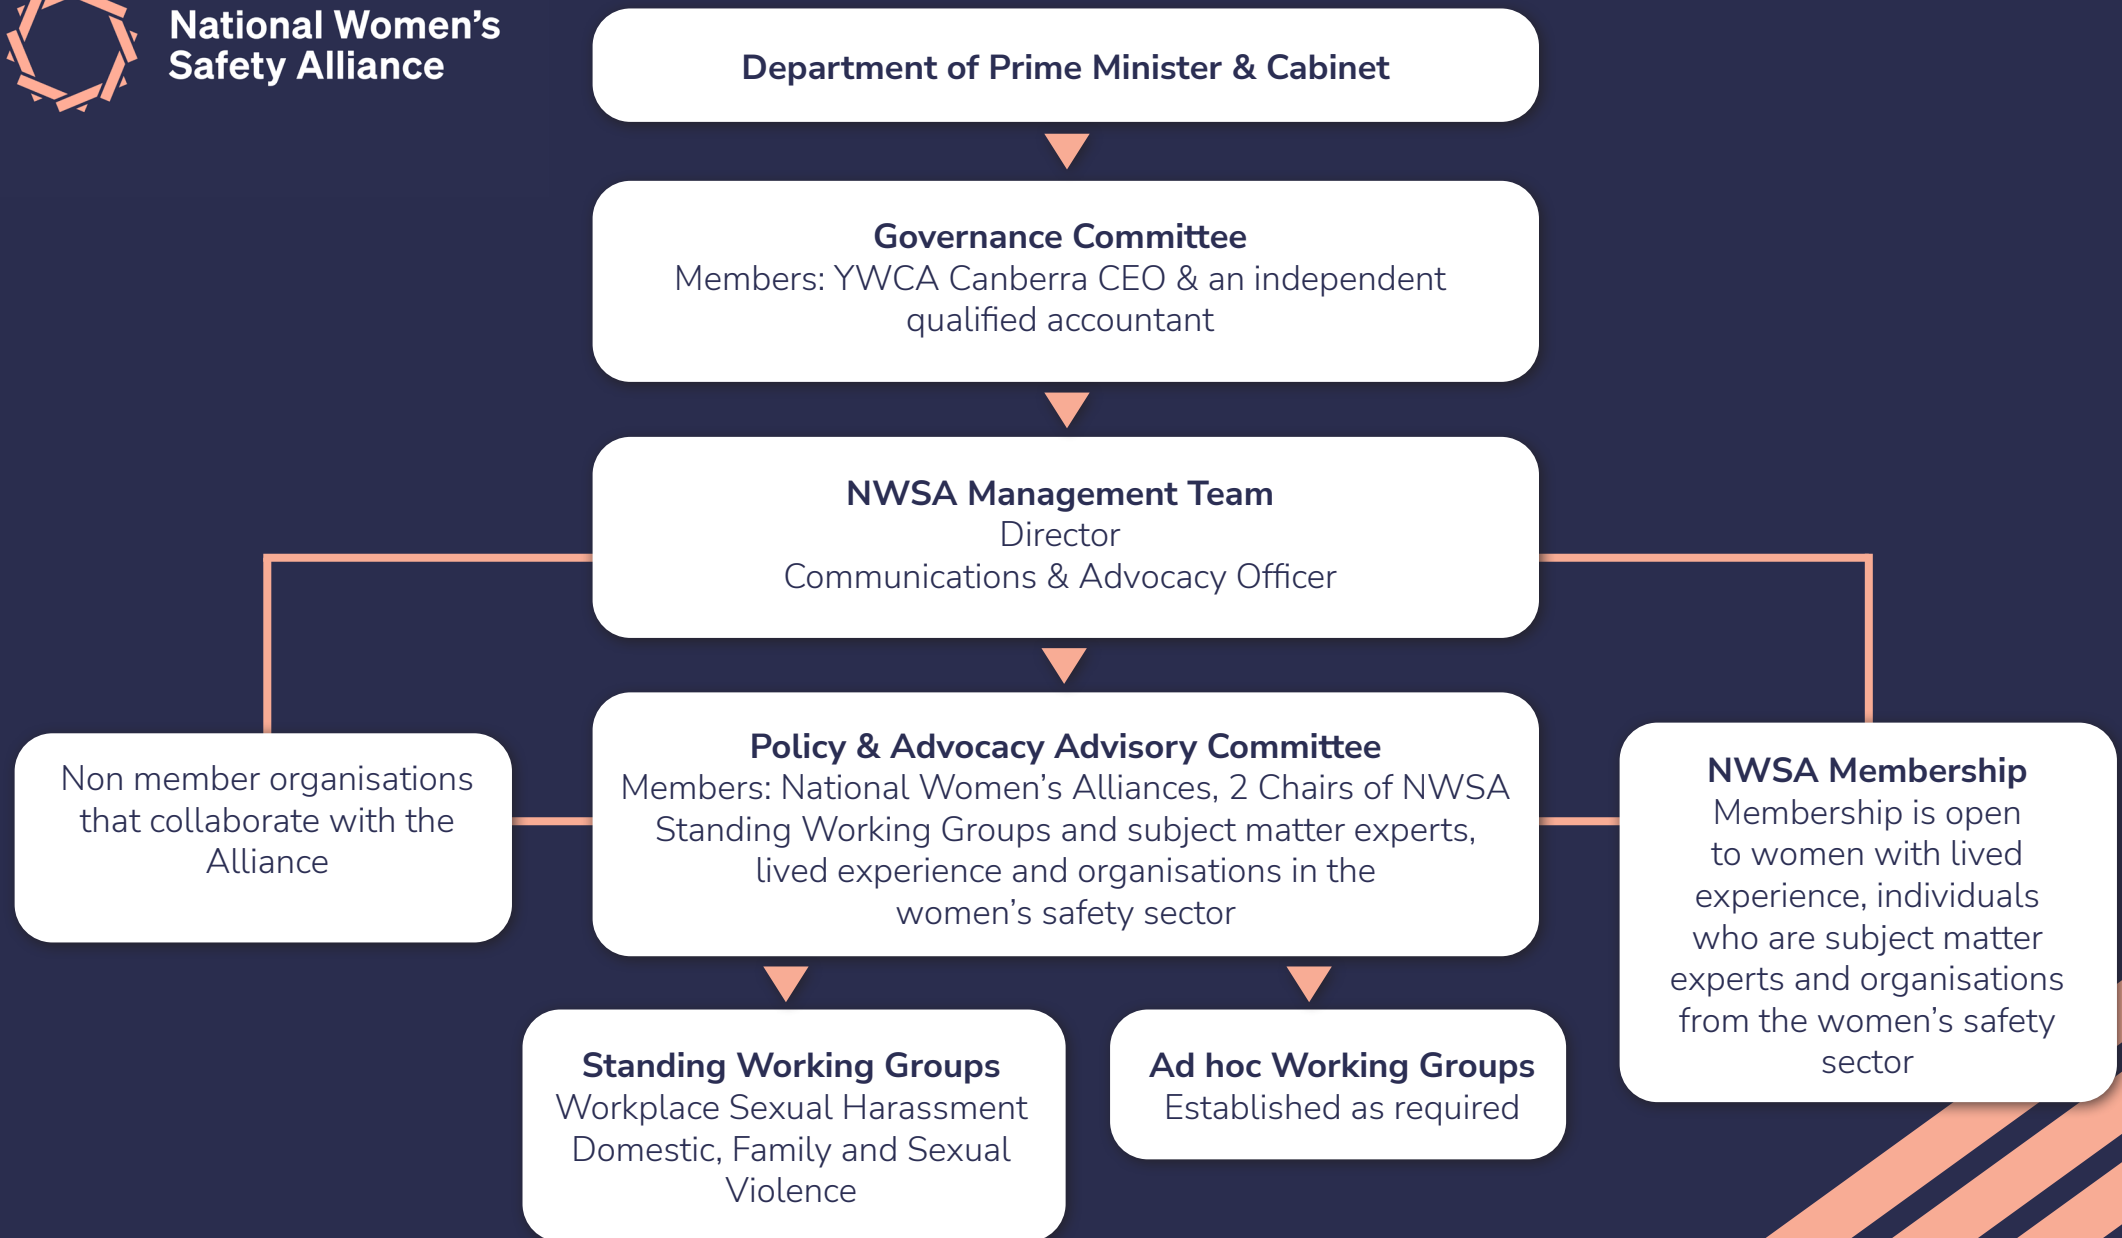 National Women's
Safety Alliance
Department of Prime Minister & Cabinet
Governance Committee
Members: YWCA Canberra CEO & an independent
qualified accountant
NWSA Management Team
Director
Communications & Advocacy Officer
Non member organisations
that collaborate with the
Alliance
Policy & Advocacy Advisory Committee
Members: National Women's Alliances, 2 Chairs of NWSA
Standing Working Groups and subject matter experts,
lived experience and organisations in the
women's safety sector
NWSA Membership
Membership is open
to women with lived
experience, individuals
who are subject matter
experts and organisations
from the women's safety
sector
Standing Working Groups
Workplace Sexual Harassment
Domestic, Family and Sexual
Violence
Ad hoc Working Groups
Established as required